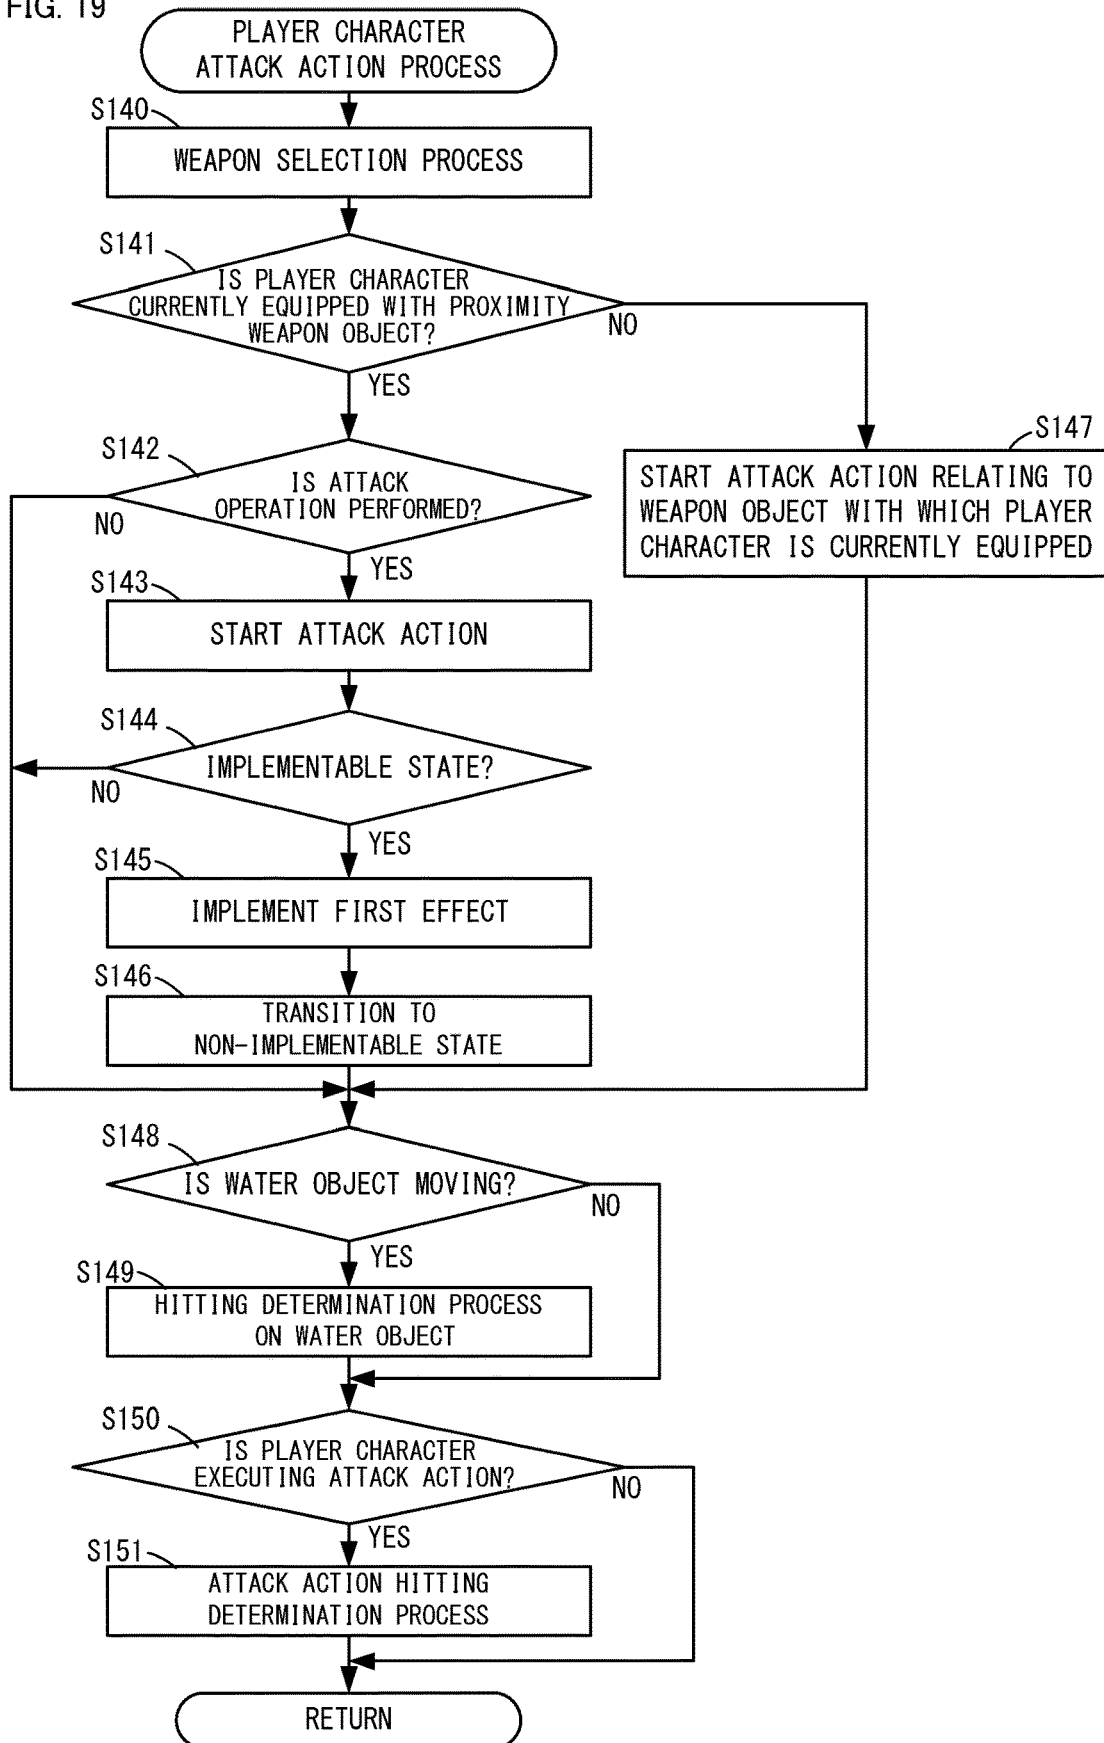 FIG. 19
PLAYER CHARACTER
ATTACK ACTION PROCESS
S140
WEAPON SELECTION PROCESS
S141
IS PLAYER CHARACTER
CURRENTLY EQUIPPED WITH PROXIMITY
WEAPON OBJECT?
NO
YES
S147
START ATTACK ACTION RELATING TO
WEAPON OBJECT WITH WHICH PLAYER
CHARACTER IS CURRENTLY EQUIPPED
S142
IS ATTACK
OPERATION PERFORMED?
NO
YES
S143
START ATTACK ACTION
S144
IMPLEMENTABLE STATE?
NO
YES
S145
IMPLEMENT FIRST EFFECT
S146
TRANSITION TO
NON-IMPLEMENTABLE STATE
S148
IS WATER OBJECT MOVING?
NO
YES
S149
HITTING DETERMINATION PROCESS
ON WATER OBJECT
S150
IS PLAYER CHARACTER
EXECUTING ATTACK ACTION?
NO
YES
S151
ATTACK ACTION HITTING
DETERMINATION PROCESS
RETURN